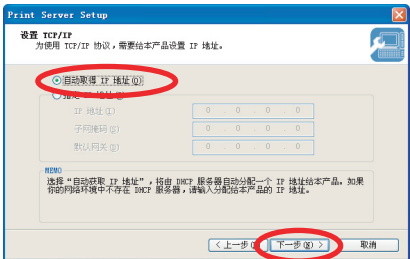 Print Server Setup
设置 TCP/IP
为使用 TCP/IP 协议，需要给本产品设置 IP 地址。
自动取得 IP 地址(O)
IP 地址(I) 0 . 0 . 0 . 0
子网掩码(S) 0 . 0 . 0 . 0
默认网关(D) 0 . 0 . 0 . 0
MEMO
选择“自动获取 IP 地址”，将由 DHCP 服务器自动分配一个 IP 地址给本产品。如果
你的网络环境中不存在 DHCP 服务器，请输入分配给本产品的 IP 地址。
<上一步 下一步(N) > 取消